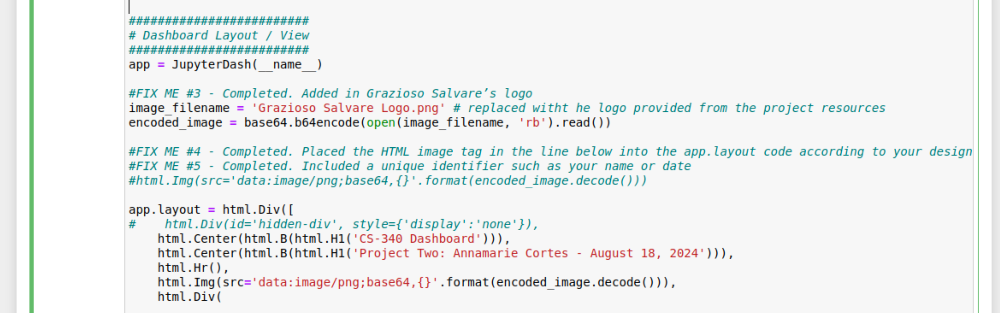 #########################
# Dashboard Layout / View
#########################
app = JupyterDash(__name__)
#FIX ME #3 - Completed. Added in Grazioso Salvare’s logo
image_filename = 'Grazioso Salvare Logo.png' # replaced witht he logo provided from the project resources
encoded_image = base64.b64encode(open(image_filename, 'rb').read())
#FIX ME #4 - Completed. Placed the HTML image tag in the line below into the app.layout code according to your design
#FIX ME #5 - Completed. Included a unique identifier such as your name or date
#html.Img(src='data:image/png;base64,{}'.format(encoded_image.decode()))
app.layout = html.Div([
#    html.Div(id='hidden-div', style={'display':'none'}),
    html.Center(html.B(html.H1('CS-340 Dashboard'))),
    html.Center(html.B(html.H1('Project Two: Annamarie Cortes - August 18, 2024'))),
    html.Hr(),
    html.Img(src='data:image/png;base64,{}'.format(encoded_image.decode())),
    html.Div(